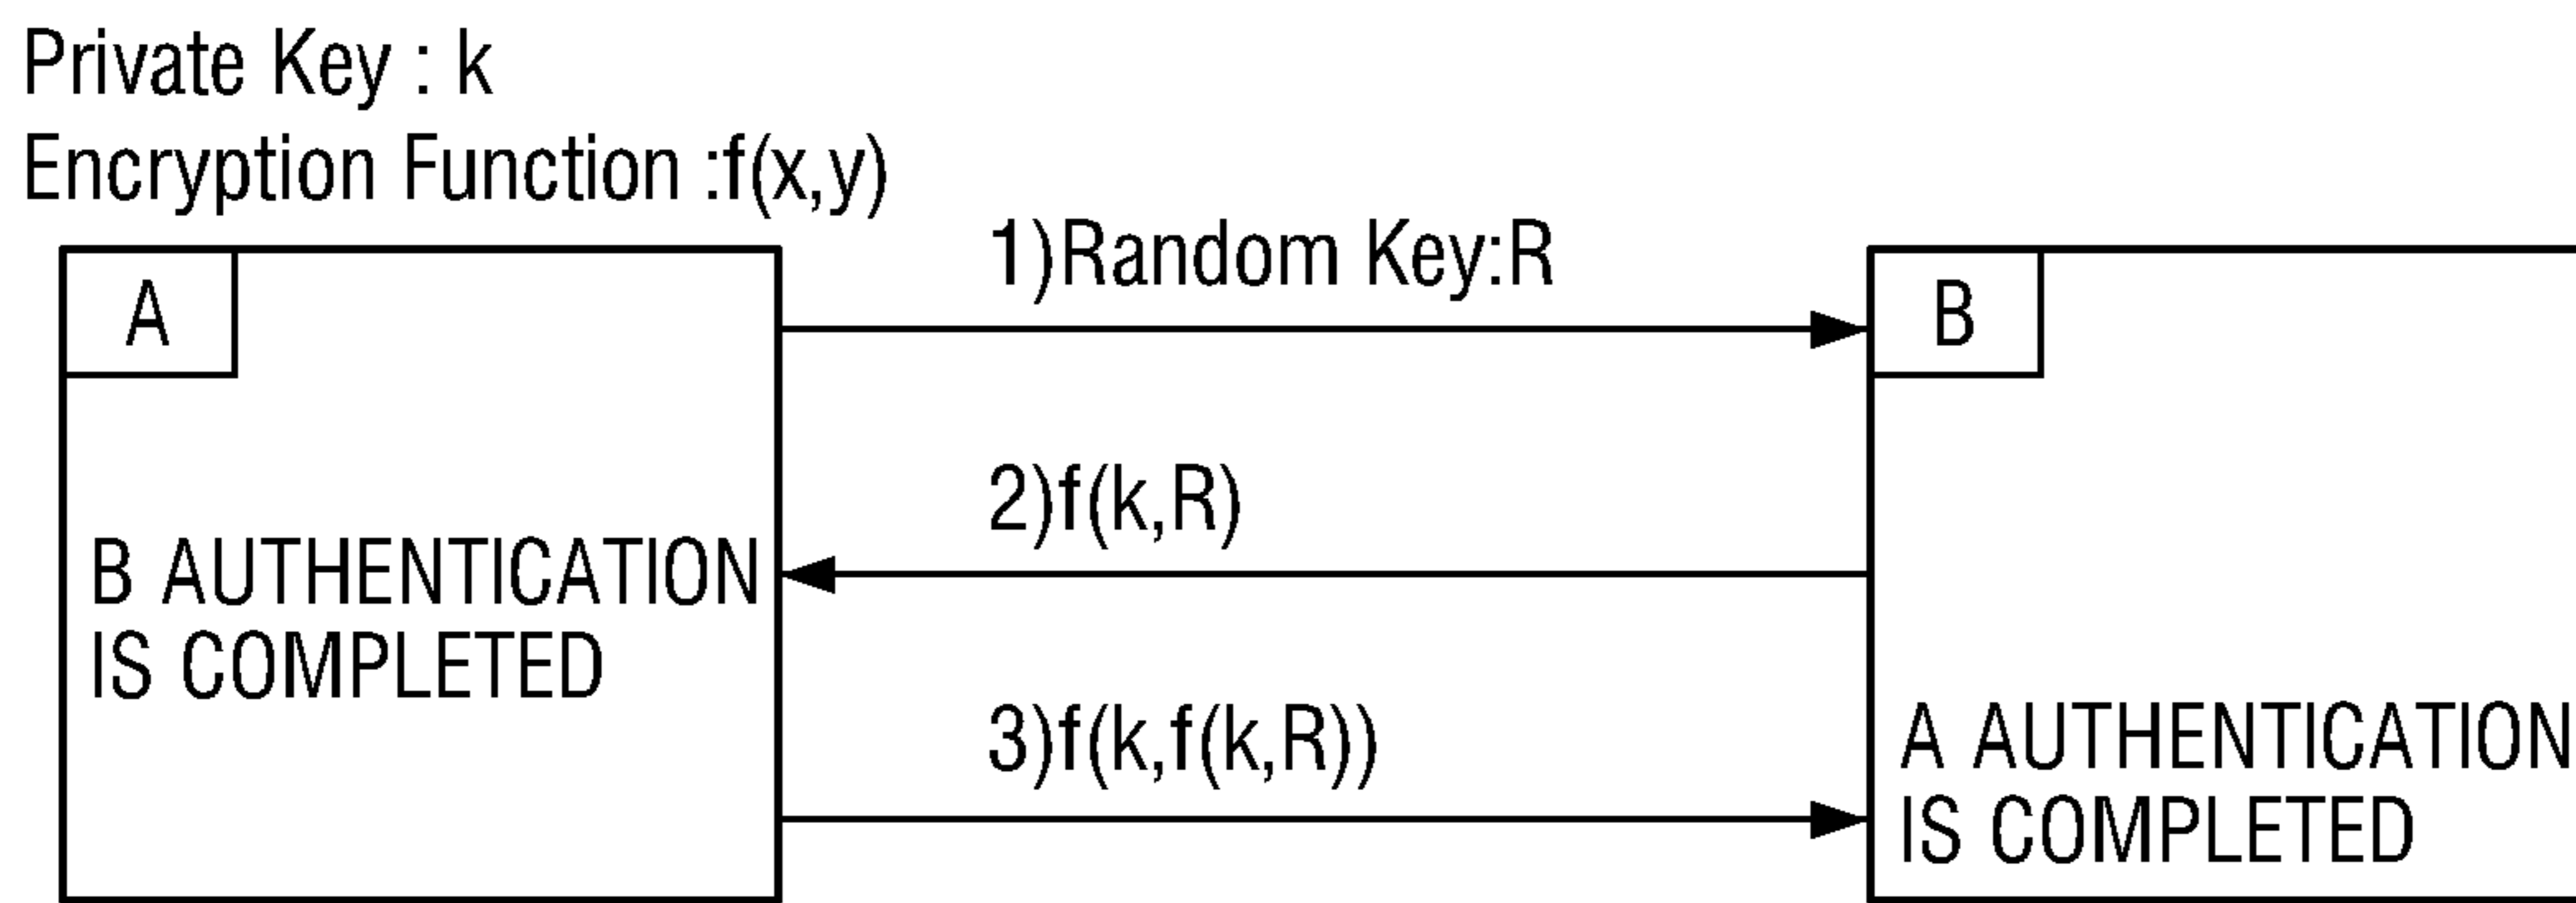 Private Key : k
Encryption Function :f(x,y)
A
1)Random Key:R
B
2)f(k,R)
B AUTHENTICATION
IS COMPLETED
3)f(k,f(k,R))
A AUTHENTICATION
IS COMPLETED